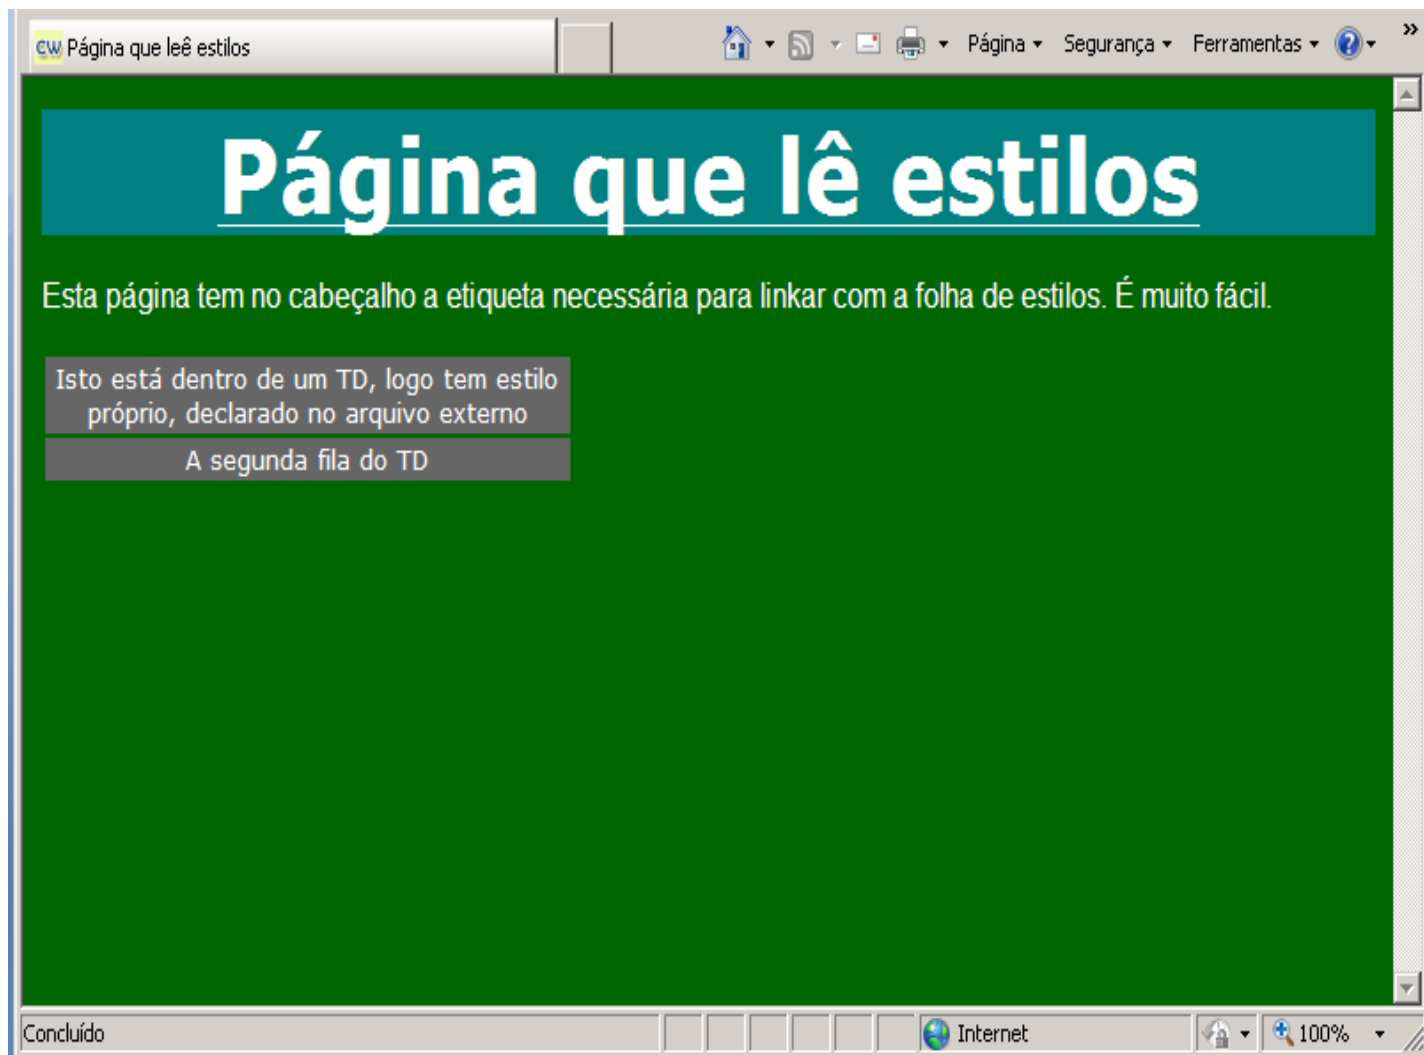 CW Página que leê estilos
Página Segurança Ferramentas ? »
Página que lê estilos
Esta página tem no cabeçalho a etiqueta necessária para linkar com a folha de estilos. É muito fácil.
Isto está dentro de um TD, logo tem estilo
próprio, declarado no arquivo externo
A segunda fila do TD
Concluído Internet 100%